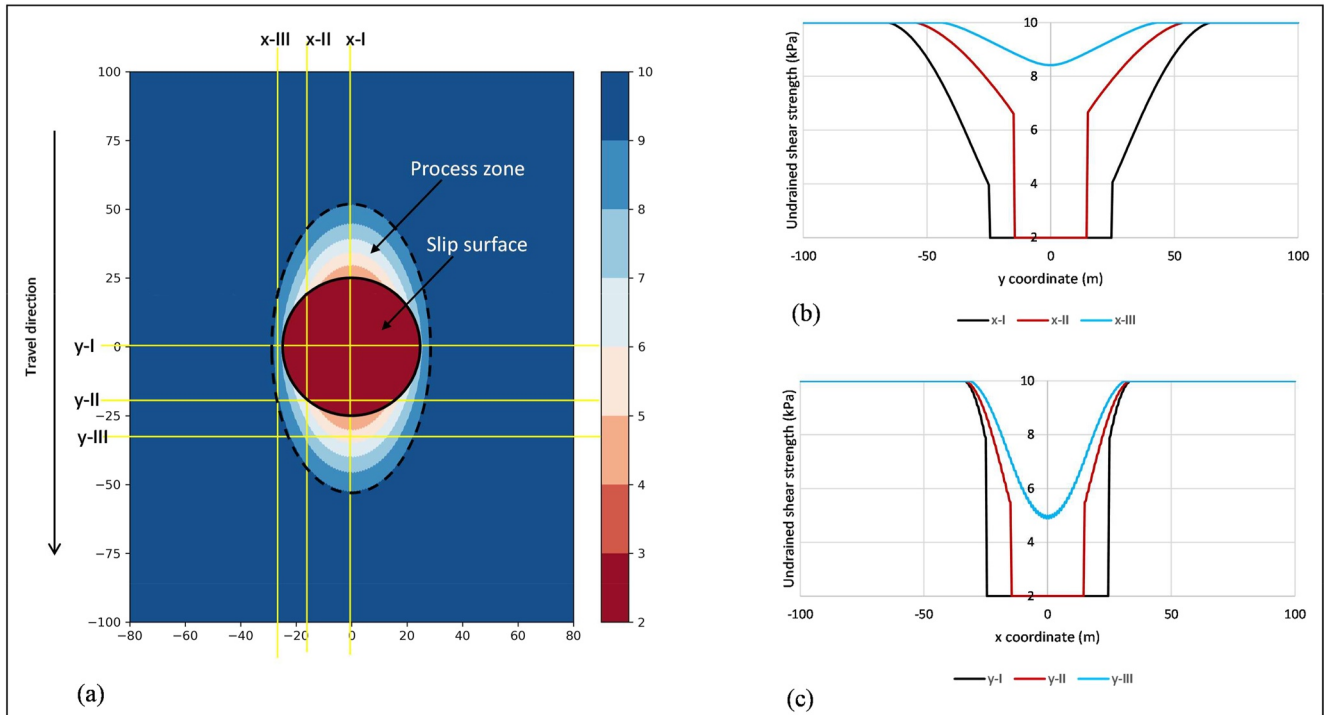 x-III x-II x-I
100
75
50
25
0
−25
−50
−75
−100
−80 −60 −40 −20 0 20 40 60 80
Travel direction
y-I
y-II
y-III
Process zone
Slip surface
10
9
8
7
6
5
4
3
2
(a)
Undrained shear strength (kPa)
10
8
6
4
2
-100 -50 0 50 100
y coordinate (m)
(b)
x-I x-II x-III
Undrained shear strength (kPa)
10
8
6
4
2
-100 -50 0 50 100
x coordinate (m)
(c)
y-I y-II y-III